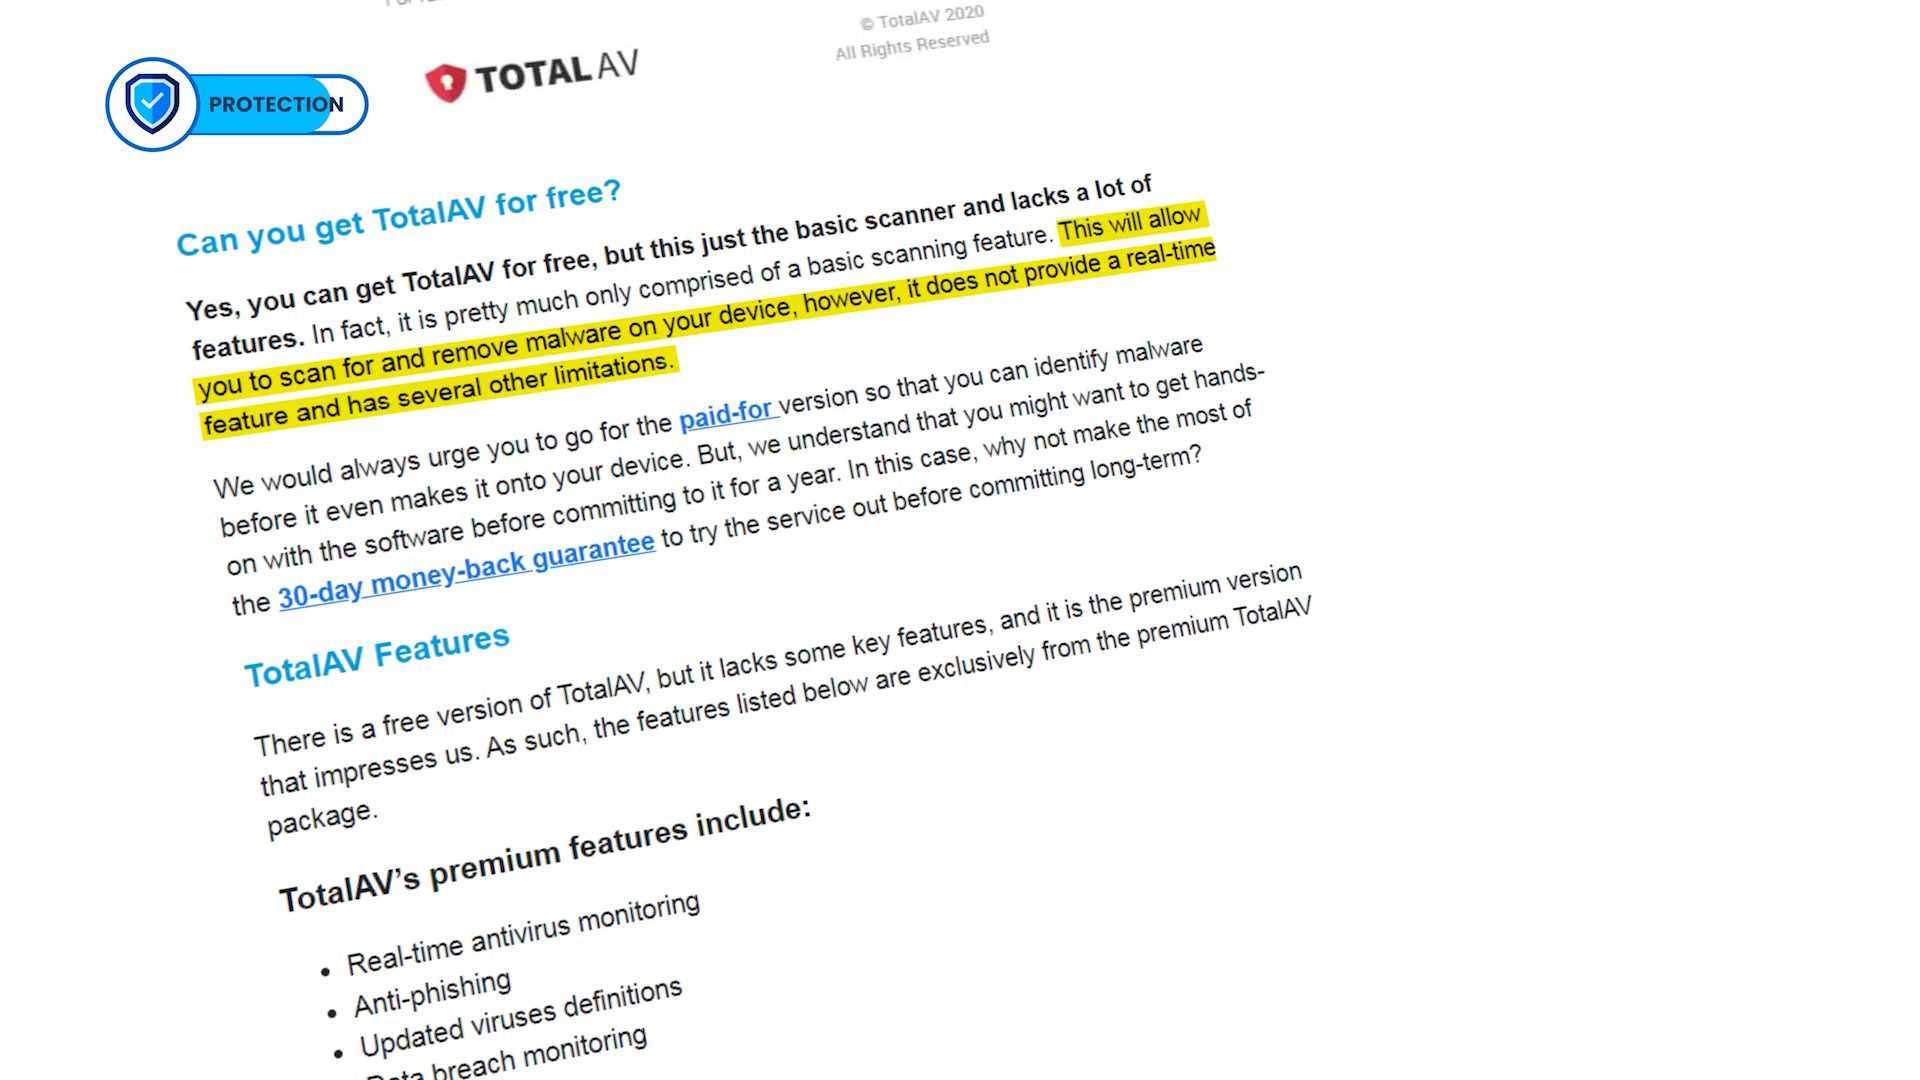 © TotalAV 2020
All Rights Reserved
TOTALAV
PROTECTION
Can you get TotalAV for free?
Yes, you can get TotalAV for free, but this just the basic scanner and lacks a lot of
features. In fact, it is pretty much only comprised of a basic scanning feature. This will allow
you to scan for and remove malware on your device, however, it does not provide a real-time
feature and has several other limitations.
We would always urge you to go for the paid-for version so that you can identify malware
before it even makes it onto your device. But, we understand that you might want to get hands-
on with the software before committing to it for a year. In this case, why not make the most of
the 30-day money-back guarantee to try the service out before committing long-term?
TotalAV Features
There is a free version of TotalAV, but it lacks some key features, and it is the premium version
that impresses us. As such, the features listed below are exclusively from the premium TotalAV
package.
TotalAV’s premium features include:
• Real-time antivirus monitoring
• Anti-phishing
• Updated viruses definitions
Data breach monitoring